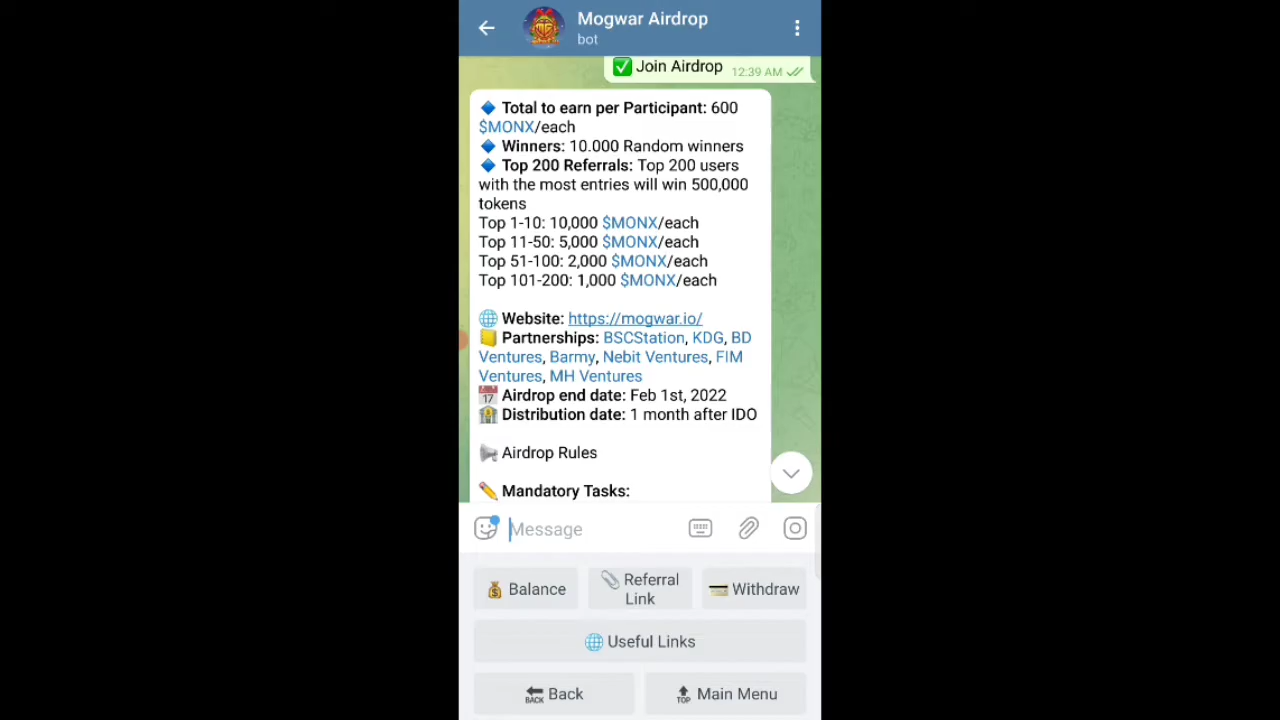 Mogwar Airdrop
bot
✅ Join Airdrop 12:39 AM
🔷 Total to earn per Participant: 600
$MONX/each
🔷 Winners: 10.000 Random winners
🔷 Top 200 Referrals: Top 200 users
with the most entries will win 500,000
tokens
Top 1-10: 10,000 $MONX/each
Top 11-50: 5,000 $MONX/each
Top 51-100: 2,000 $MONX/each
Top 101-200: 1,000 $MONX/each
🌐 Website: https://mogwar.io/
📒 Partnerships: BSCStation, KDG, BD
Ventures, Barmy, Nebit Ventures, FIM
Ventures, MH Ventures
📅 Airdrop end date: Feb 1st, 2022
🏦 Distribution date: 1 month after IDO
📢 Airdrop Rules
✏️ Mandatory Tasks:
Message
💰 Balance
📎 Referral
Link
💳 Withdraw
🌐 Useful Links
🔙 Back
🔝 Main Menu